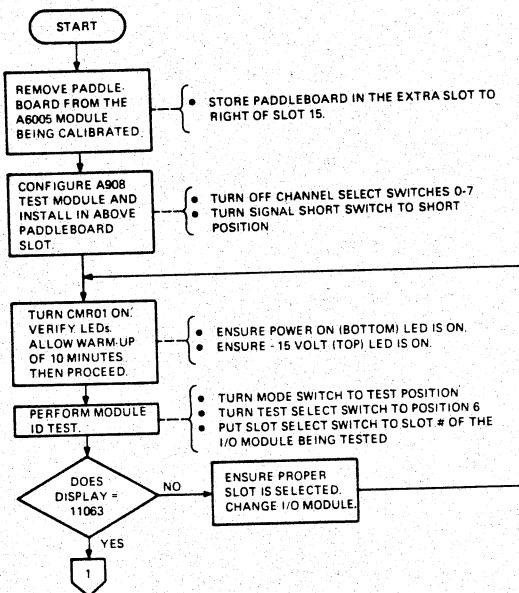 START
REMOVE PADDLE-
BOARD FROM THE
A6005 MODULE
BEING CALIBRATED.
• STORE PADDLEBOARD IN THE EXTRA SLOT TO
RIGHT OF SLOT 15.
CONFIGURE A908
TEST MODULE AND
INSTALL IN ABOVE
PADDLEBOARD
SLOT.
• TURN OFF CHANNEL SELECT SWITCHES 0-7
• TURN SIGNAL SHORT SWITCH TO SHORT
POSITION
TURN CMR01 ON.
VERIFY LEDs.
ALLOW WARM-UP
OF 10 MINUTES
THEN PROCEED.
• ENSURE POWER ON (BOTTOM) LED IS ON.
• ENSURE -15 VOLT (TOP) LED IS ON.
PERFORM MODULE
ID TEST.
• TURN MODE SWITCH TO TEST POSITION
• TURN TEST SELECT SWITCH TO POSITION 6
• PUT SLOT SELECT SWITCH TO SLOT # OF THE
I/O MODULE BEING TESTED
DOES
DISPLAY =
11063
NO
ENSURE PROPER
SLOT IS SELECTED.
CHANGE I/O MODULE.
YES
1